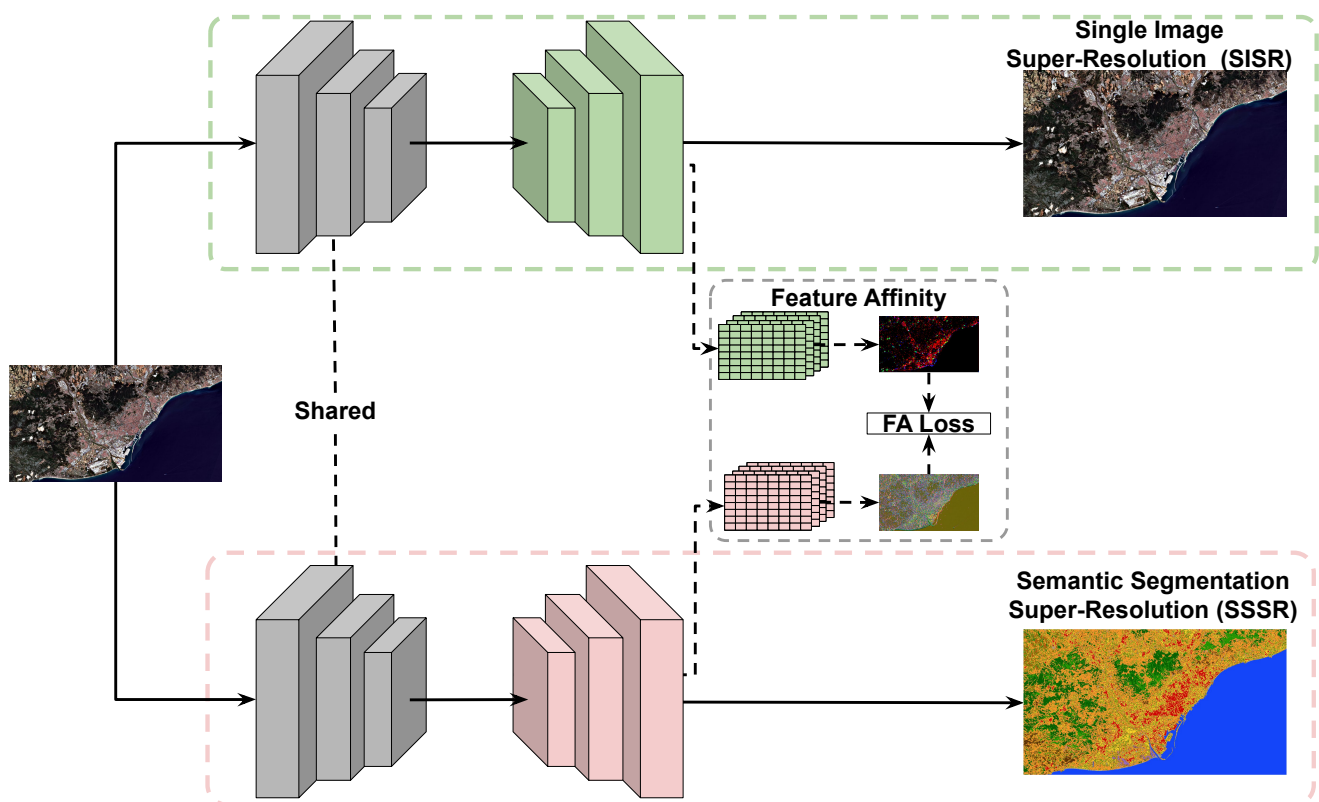 Single Image
Super-Resolution (SISR)
Feature Affinity
Shared
FA Loss
Semantic Segmentation
Super-Resolution (SSSR)